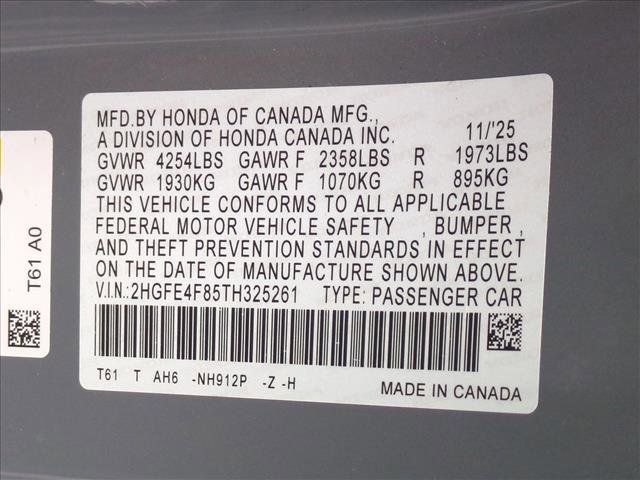 MFD.BY HONDA OF CANADA MFG.,
A DIVISION OF HONDA CANADA INC. 11/'25
GVWR 4254LBS GAWR F 2358LBS R 1973LBS
GVWR 1930KG GAWR F 1070KG R 895KG
THIS VEHICLE CONFORMS TO ALL APPLICABLE
FEDERAL MOTOR VEHICLE SAFETY , BUMPER,
AND THEFT PREVENTION STANDARDS IN EFFECT
ON THE DATE OF MANUFACTURE SHOWN ABOVE.
V.I.N.:2HGFE4F85TH325261 TYPE: PASSENGER CAR
T61 T AH6 -NH912P -Z -H
MADE IN CANADA
T61 A0